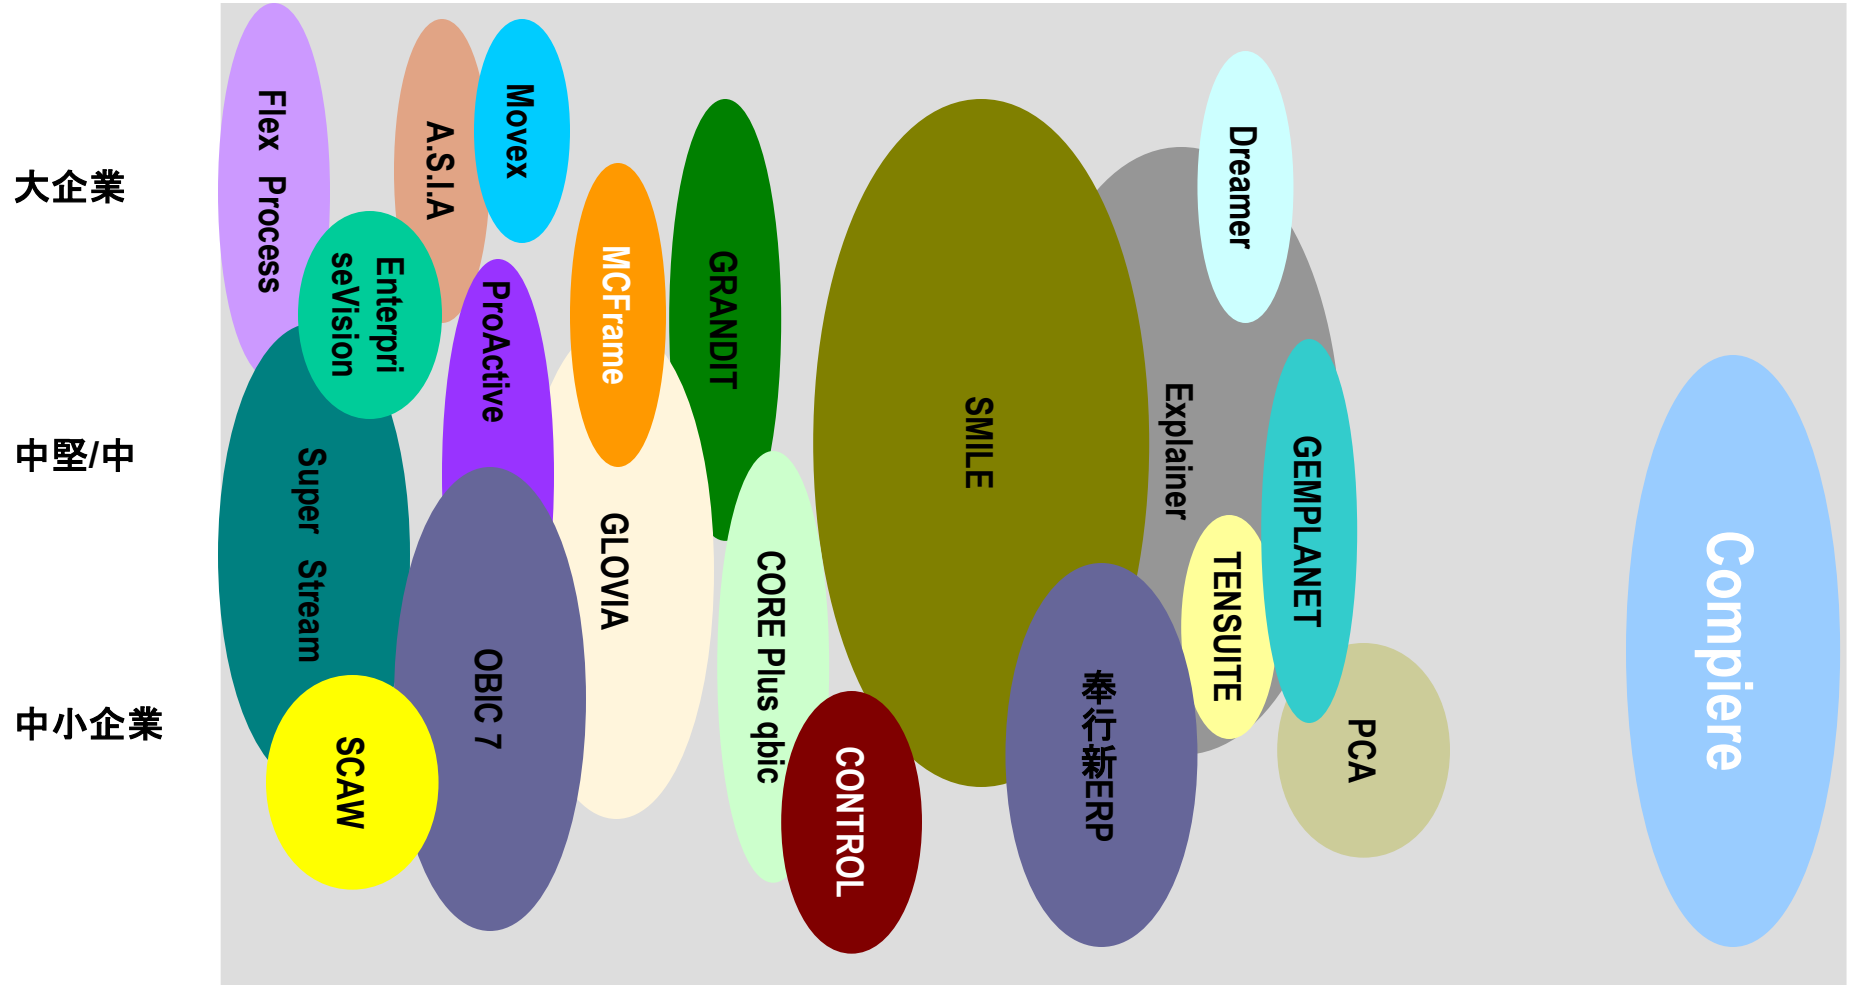 大企業
中堅/中
中小企業
Flex Process
A.S.I.A
Movex
Enterpri
seVision
ProActive
MCFrame
GRANDIT
SMILE
Explainer
Dreamer
GEMPLANET
Super Stream
GLOVIA
OBIC 7
SCAW
CORE Plus qbic
CONTROL
奉行新ERP
TENSUITE
PCA
Compiere